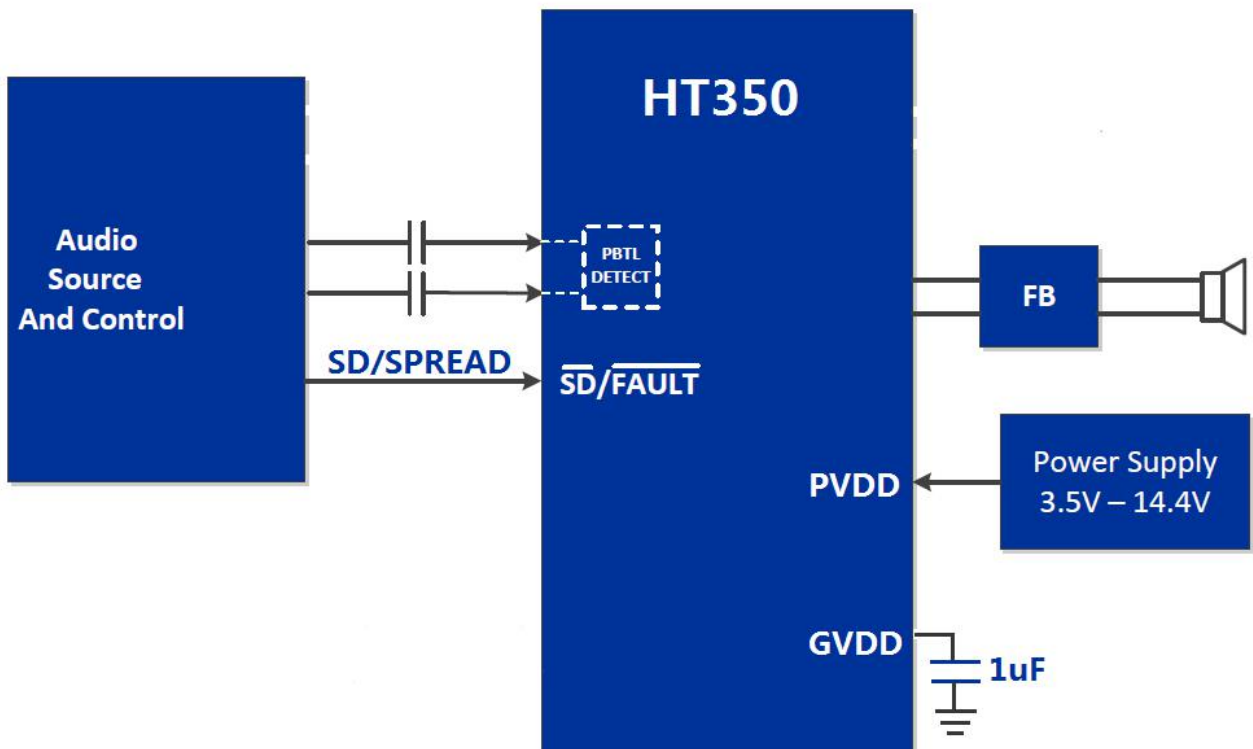 HT350
Audio
Source
And Control
PBTL
DETECT
SD/SPREAD
SD/FAULT
FB
Power Supply
3.5V – 14.4V
PVDD
GVDD
1uF